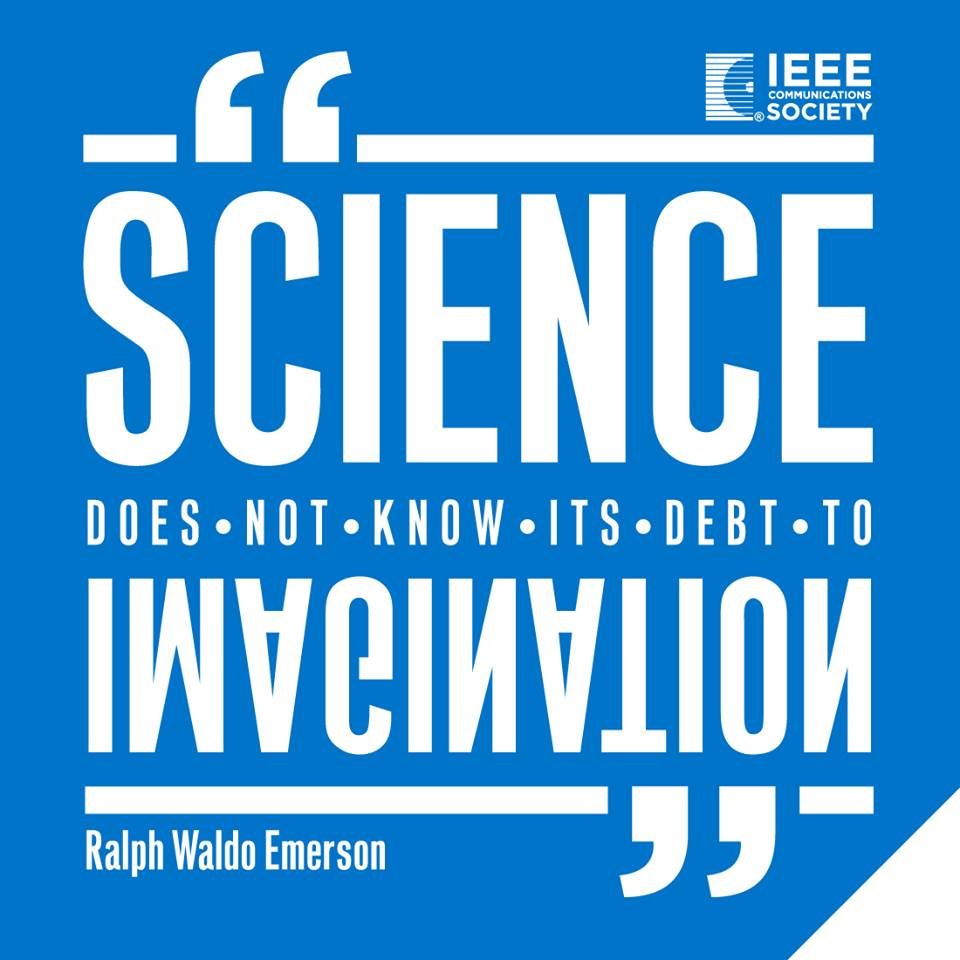 IEEE
COMMUNICATIONS
® SOCIETY
“
SCIENCE
DOES•NOT•KNOW•ITS•DEBT•TO
IMAGINATION
”
Ralph Waldo Emerson